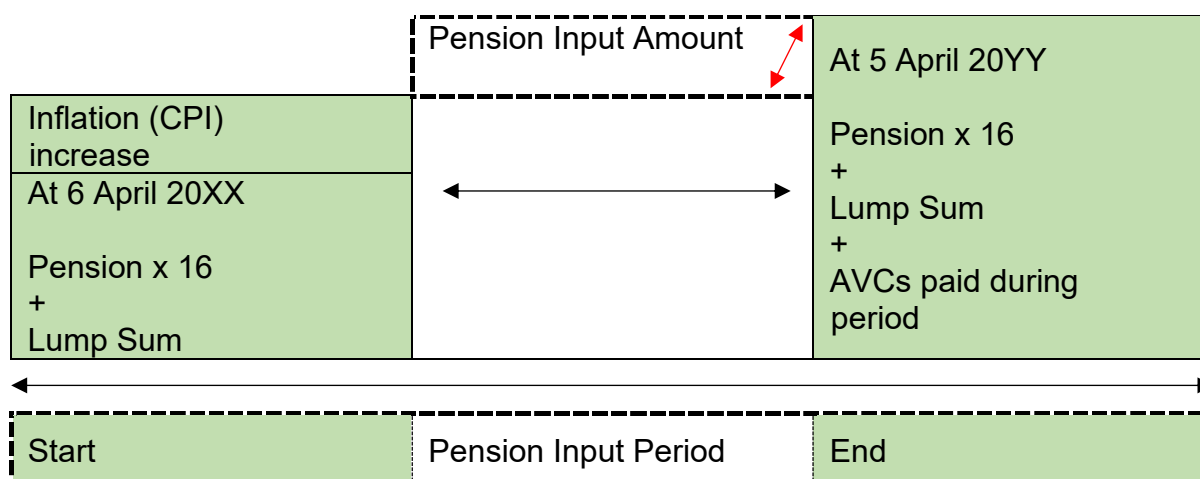 Pension Input Amount
Inflation (CPI)
increase
At 6 April 20XX
Pension x 16
+
Lump Sum
At 5 April 20YY
Pension x 16
+
Lump Sum
+
AVCs paid during
period
Start
Pension Input Period
End